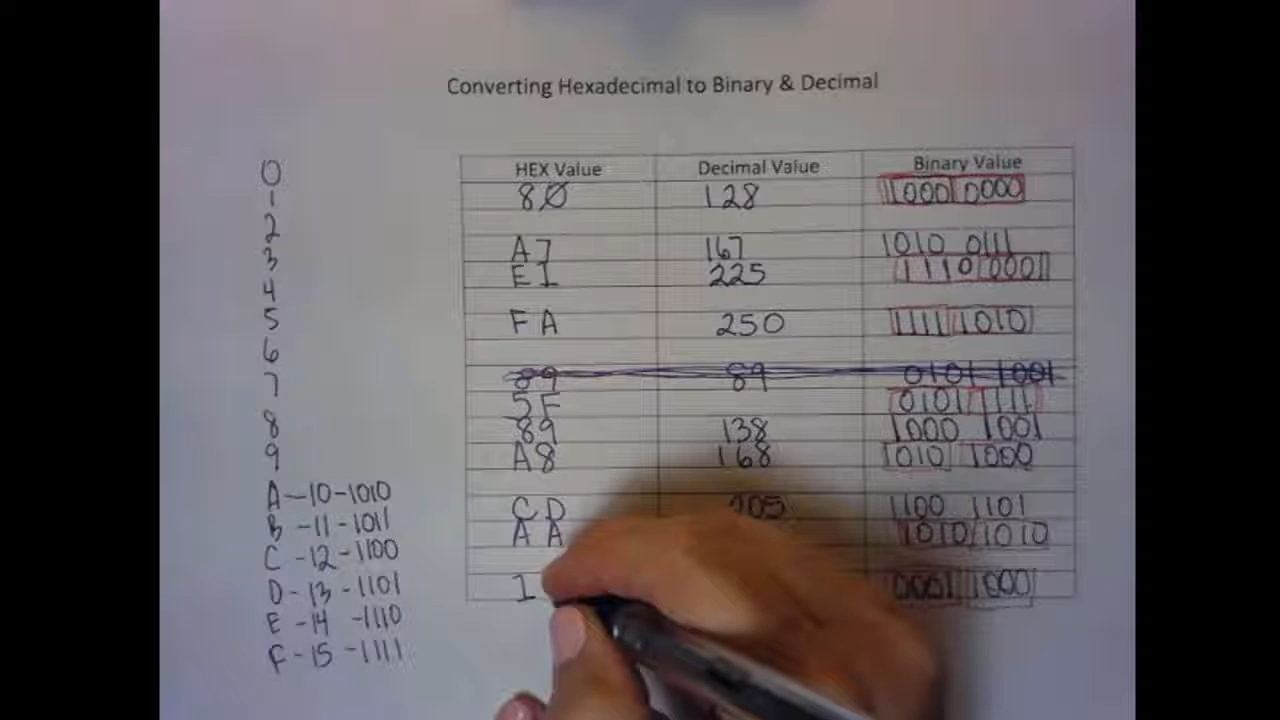 Converting Hexadecimal to Binary & Decimal
HEX Value Decimal Value Binary Value
80 128 1000 0000
A7 167 1010 0111
E1 225 1110 0001
FA 250 1111 1010
89 89 0101 1001
5F 0101 1111
89 138 1000 1001
A8 168 1010 1000
CD 205 1100 1101
AA 1010 1010
1 0001 1000
0
1
2
3
4
5
6
7
8
9
A-10-1010
B-11-1011
C-12-1100
D-13-1101
E-14 -1110
F-15-1111